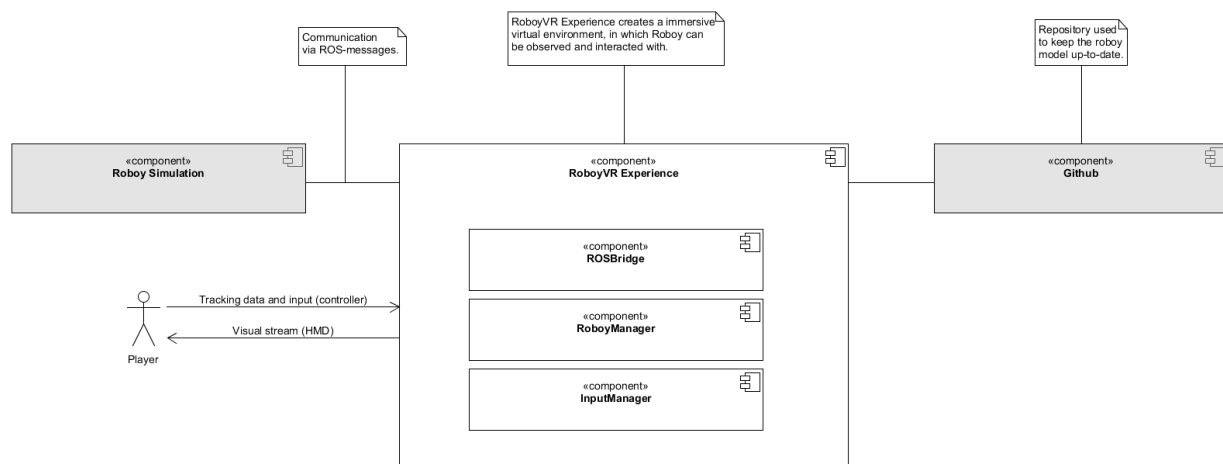 RoboyVR Experience creates a immersive
virtual environment, in which Roboy can
be observed and interacted with.
Communication
via ROS-messages.
Repository used
to keep the roboy
model up-to-date.
«component»
Roboy Simulation
«component»
RoboyVR Experience
«component»
Github
«component»
ROSBridge
Tracking data and input (controller)
«component»
RoboyManager
Visual stream (HMD)
Player
«component»
InputManager